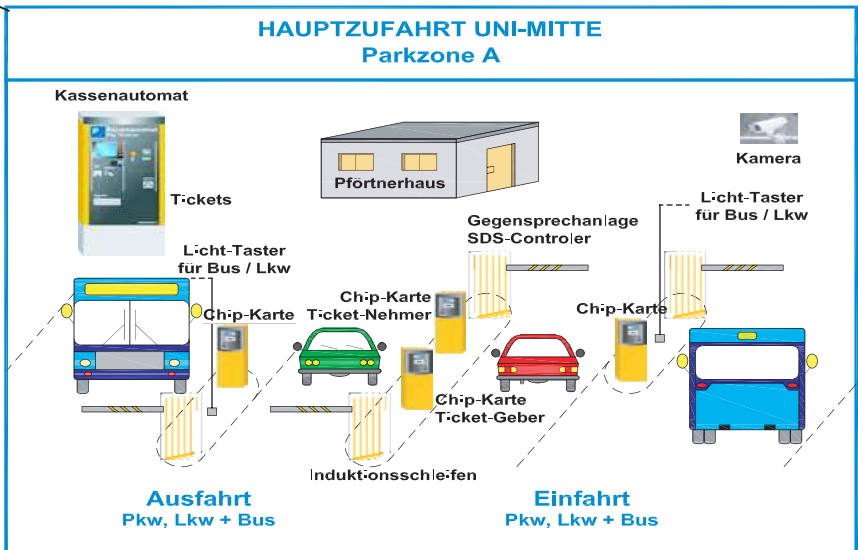 HAUPTZUFAHRT UNI-MITTE
Parkzone A
Kassenautomat
P
Tickets
Pförtnerhaus
Kamera
Licht-Taster
für Bus / Lkw
Gegensprechanlage
SDS-Controler
Licht-Taster
für Bus / Lkw
Chip-Karte
Chip-Karte
Ticket-Nehmer
Chip-Karte
Chip-Karte
Ticket-Geber
Induktionsschleifen
Ausfahrt
Pkw, Lkw + Bus
Einfahrt
Pkw, Lkw + Bus